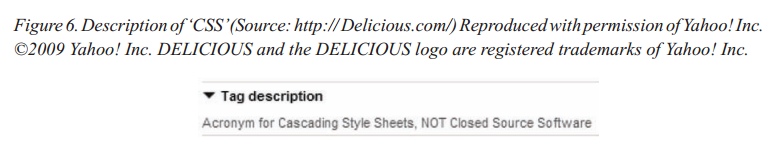 Figure 6. Description of ‘CSS’ (Source: http:// Delicious.com/) Reproduced with permission of Yahoo! Inc.
©2009 Yahoo! Inc. DELICIOUS and the DELICIOUS logo are registered trademarks of Yahoo! Inc.
Tag description
Acronym for Cascading Style Sheets, NOT Closed Source Software